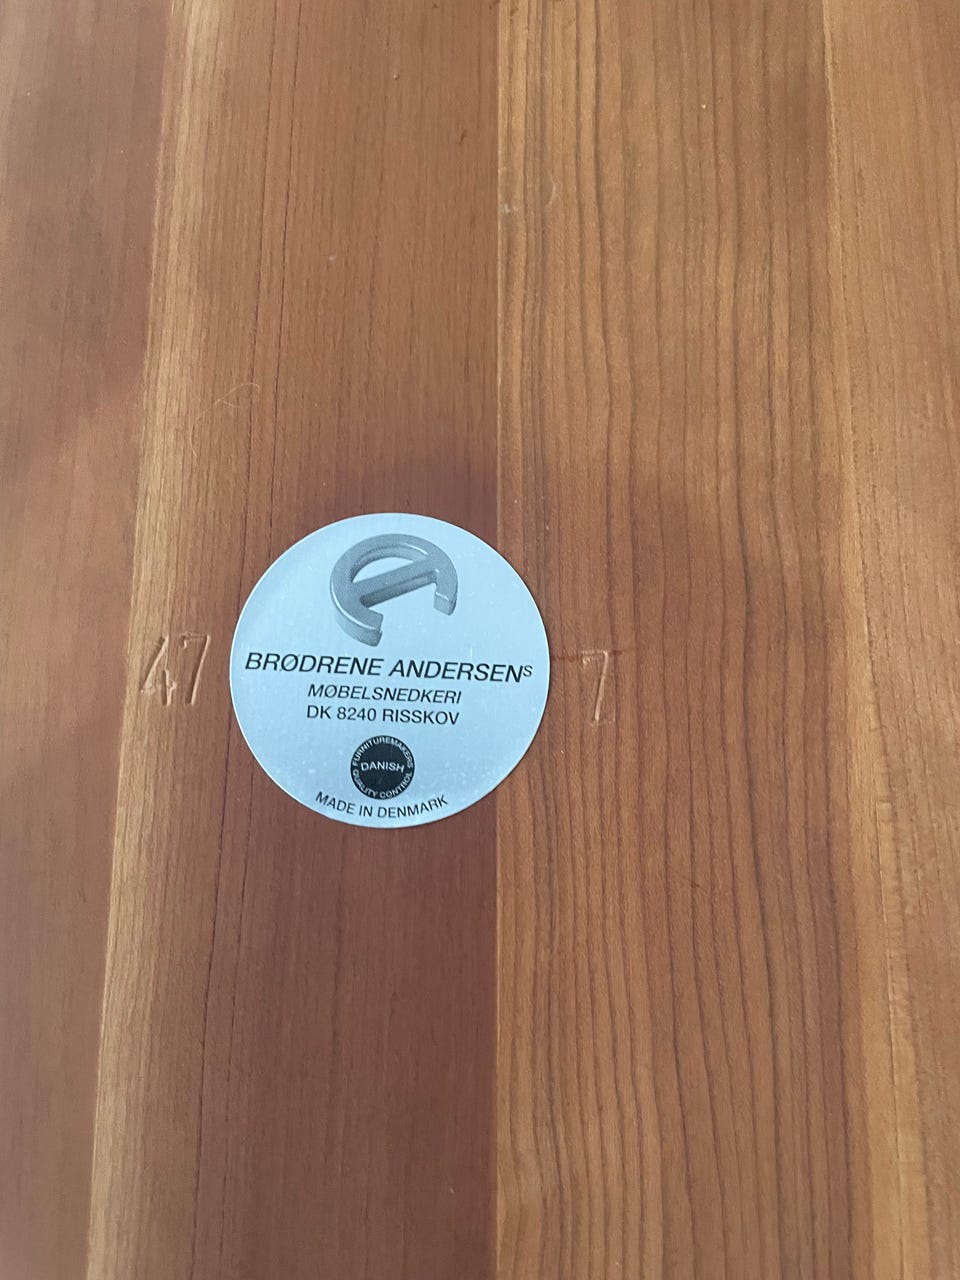 47
7
BRØDRENE ANDERSENS
MØBELSNEDKERI
DK 8240 RISSKOV
FURNITUREMAKERS
DANISH
QUALITY CONTROL
MADE IN DENMARK